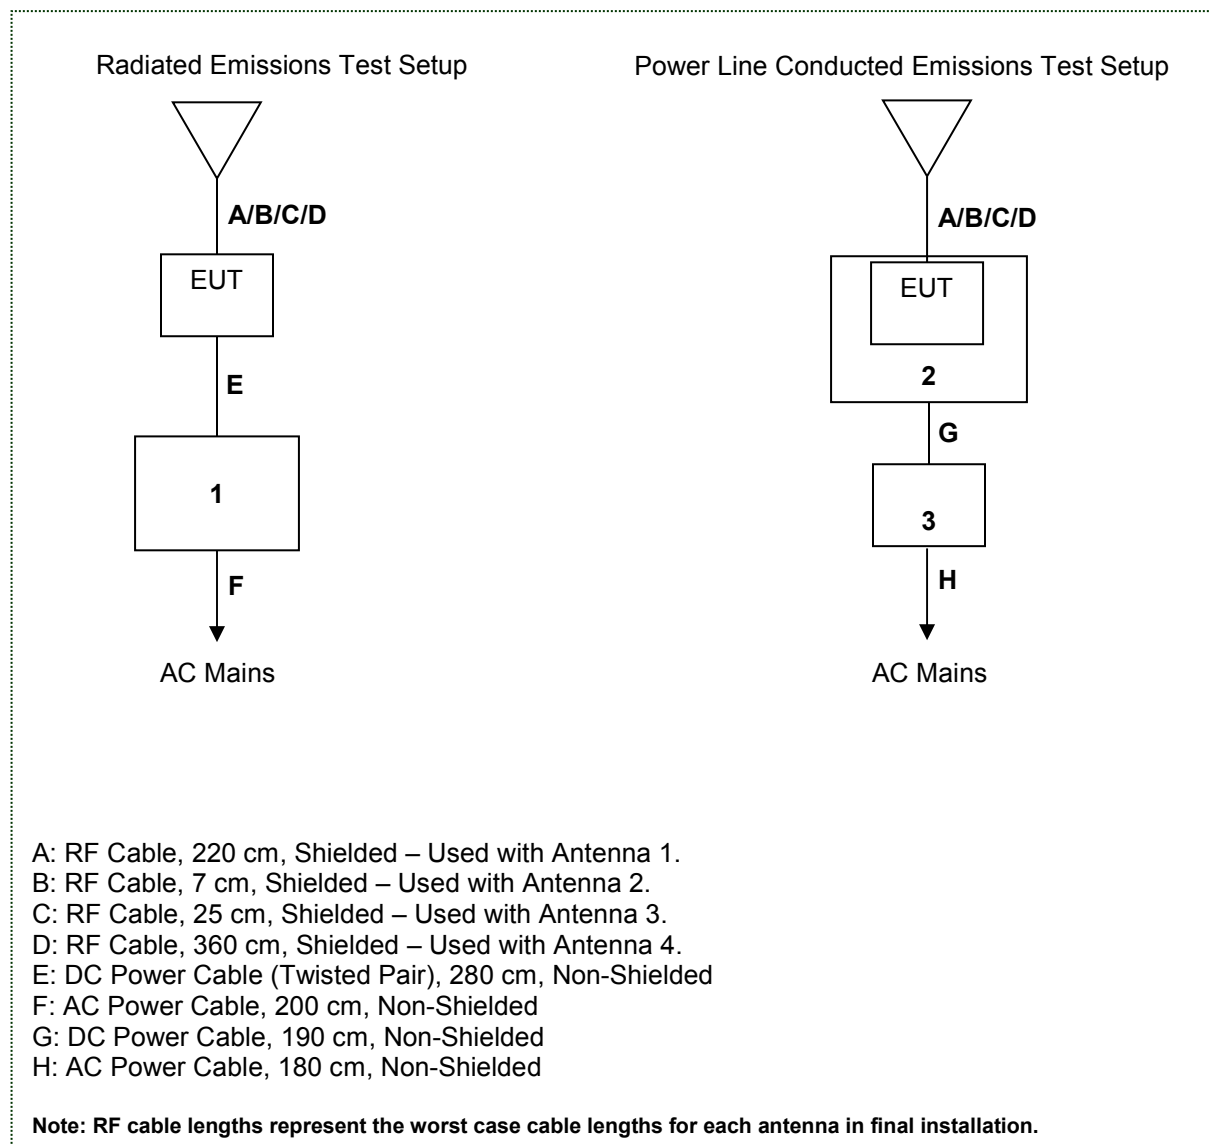 Radiated Emissions Test Setup
Power Line Conducted Emissions Test Setup
A/B/C/D
A/B/C/D
EUT
EUT
2
E
G
1
3
F
H
AC Mains
AC Mains
A: RF Cable, 220 cm, Shielded – Used with Antenna 1.
B: RF Cable, 7 cm, Shielded – Used with Antenna 2.
C: RF Cable, 25 cm, Shielded – Used with Antenna 3.
D: RF Cable, 360 cm, Shielded – Used with Antenna 4.
E: DC Power Cable (Twisted Pair), 280 cm, Non-Shielded
F: AC Power Cable, 200 cm, Non-Shielded
G: DC Power Cable, 190 cm, Non-Shielded
H: AC Power Cable, 180 cm, Non-Shielded
Note: RF cable lengths represent the worst case cable lengths for each antenna in final installation.